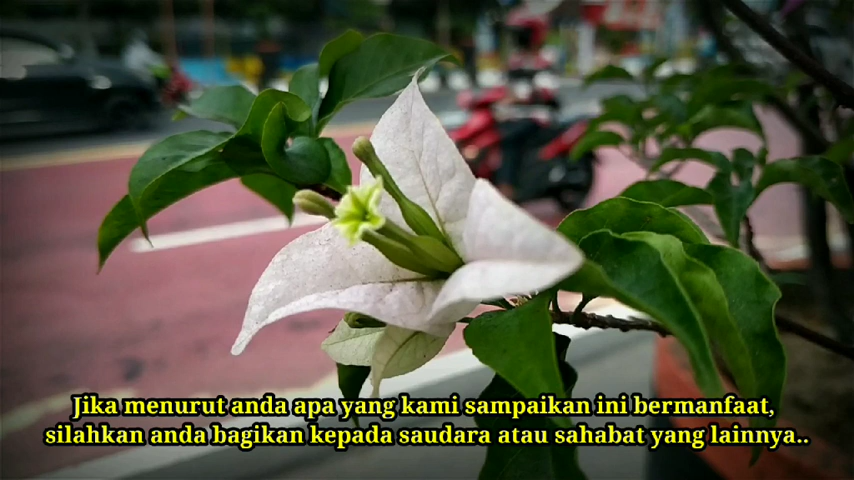 Jika menurut anda apa yang kami sampaikan ini bermanfaat,
silahkan anda bagikan kepada saudara atau sahabat yang lainnya..